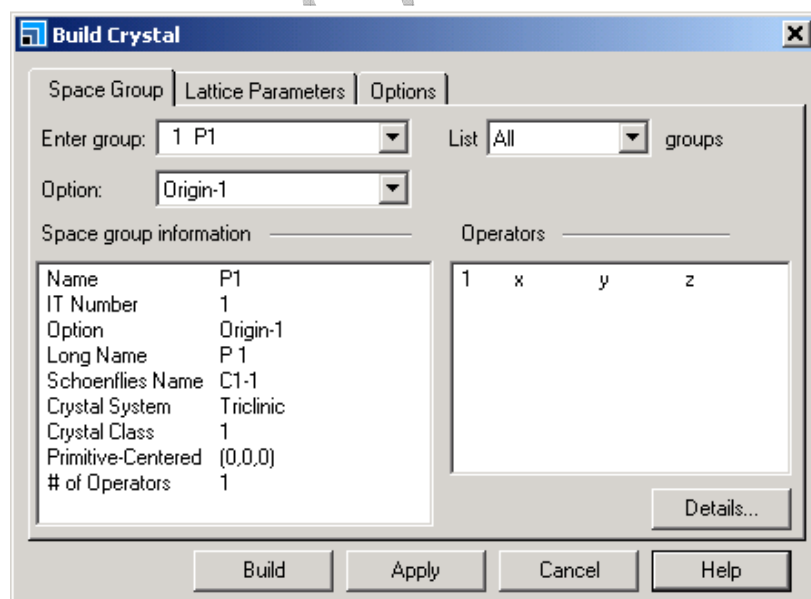 Build Crystal
Space Group Lattice Parameters Options
Enter group: 1 P1 List All groups
Option: Origin-1
Space group information Operators
Name P1
IT Number 1
Option Origin-1
Long Name P 1
Schoenflies Name C1-1
Crystal System Triclinic
Crystal Class 1
Primitive-Centered (0,0,0)
# of Operators 1
1 x y z
Details...
Build Apply Cancel Help